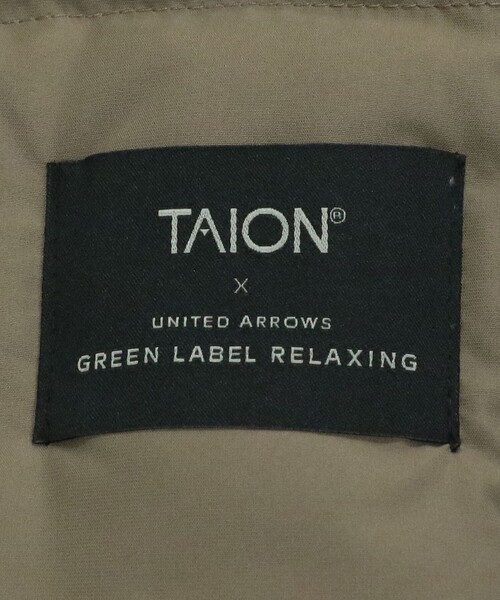 TAION®
X
UNITED ARROWS
GREEN LABEL RELAXING